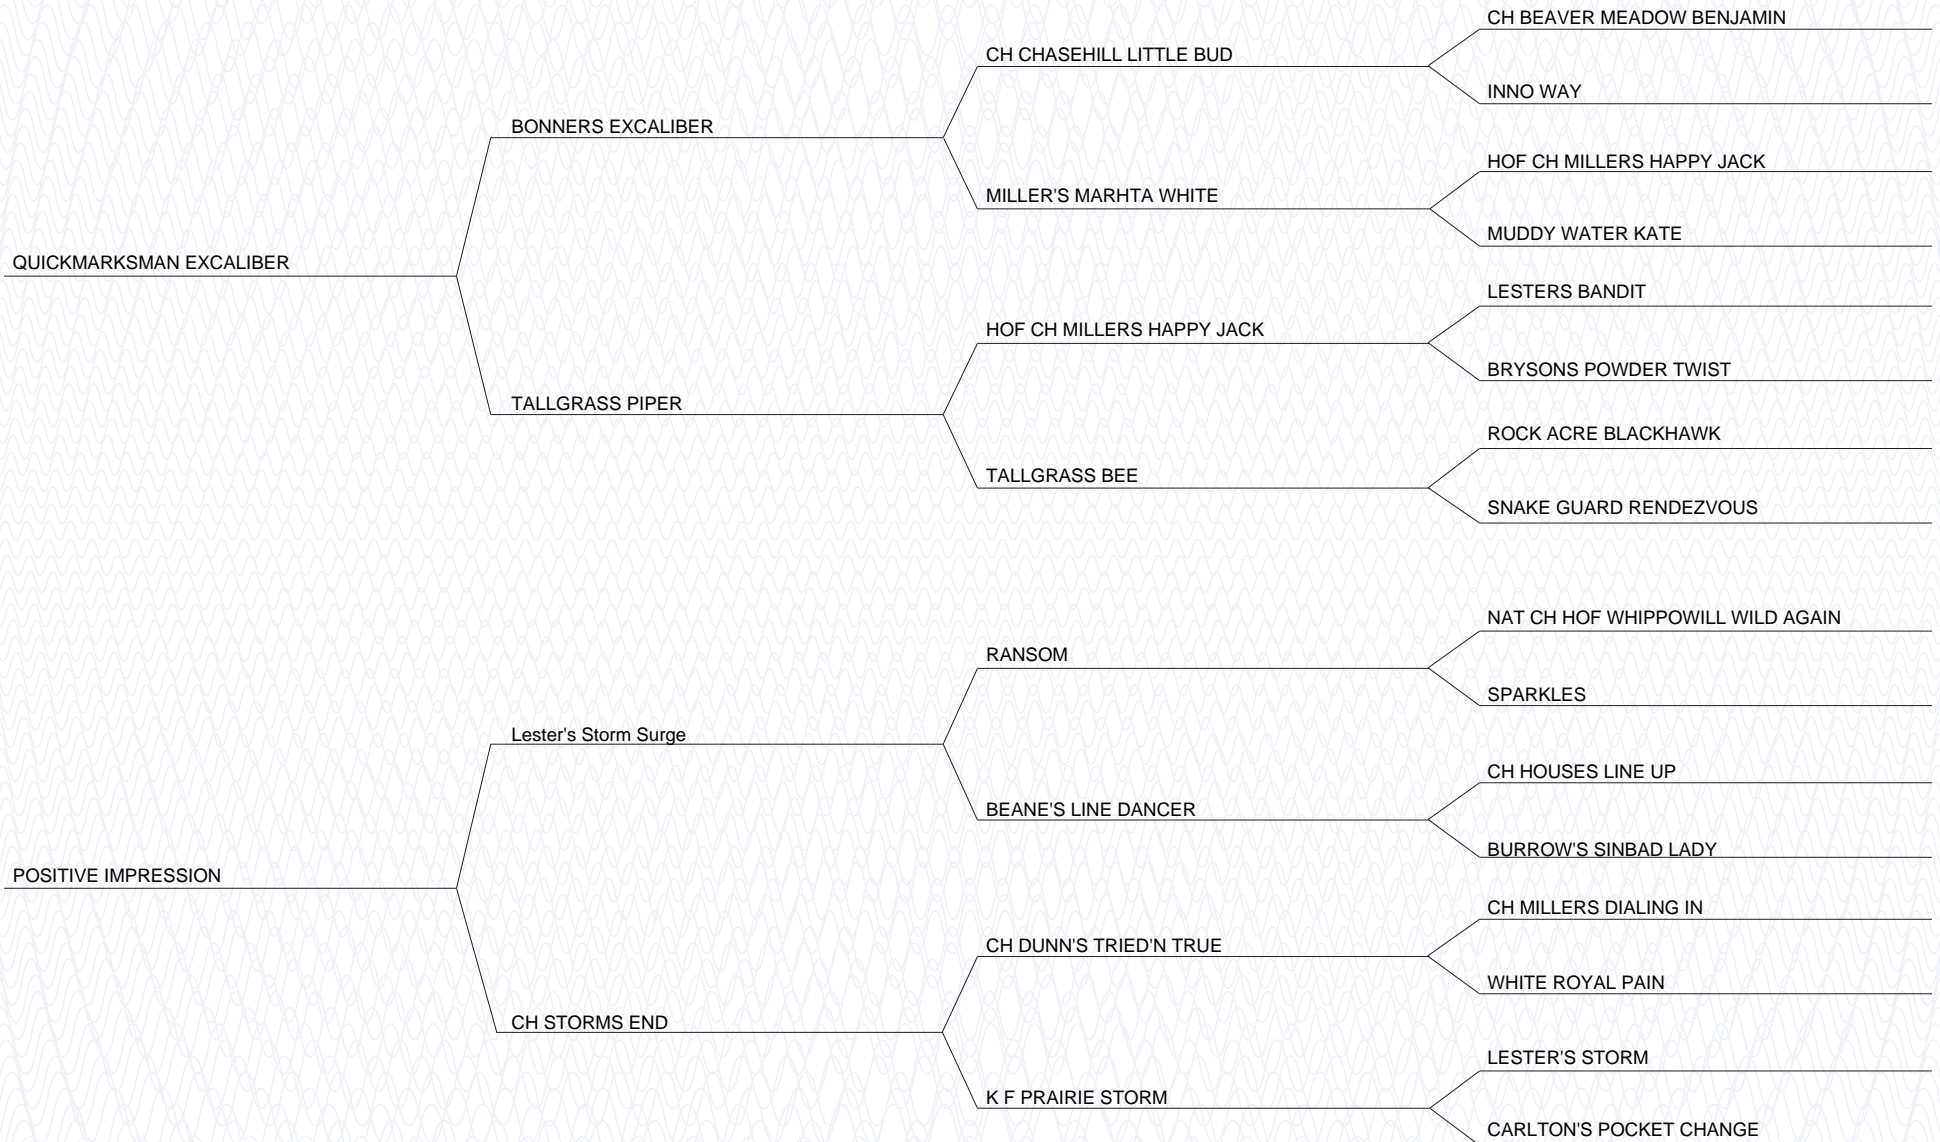 CH BEAVER MEADOW BENJAMIN
CH CHASEHILL LITTLE BUD
INNO WAY
BONNERS EXCALIBER
HOF CH MILLERS HAPPY JACK
MILLER'S MARHTA WHITE
MUDDY WATER KATE
QUICKMARKSMAN EXCALIBER
LESTERS BANDIT
HOF CH MILLERS HAPPY JACK
BRYSONS POWDER TWIST
TALLGRASS PIPER
ROCK ACRE BLACKHAWK
TALLGRASS BEE
SNAKE GUARD RENDEZVOUS
NAT CH HOF WHIPPOWILL WILD AGAIN
RANSOM
SPARKLES
Lester's Storm Surge
CH HOUSES LINE UP
BEANE'S LINE DANCER
BURROW'S SINBAD LADY
POSITIVE IMPRESSION
CH MILLERS DIALING IN
CH DUNN'S TRIED'N TRUE
WHITE ROYAL PAIN
CH STORMS END
LESTER'S STORM
K F PRAIRIE STORM
CARLTON'S POCKET CHANGE